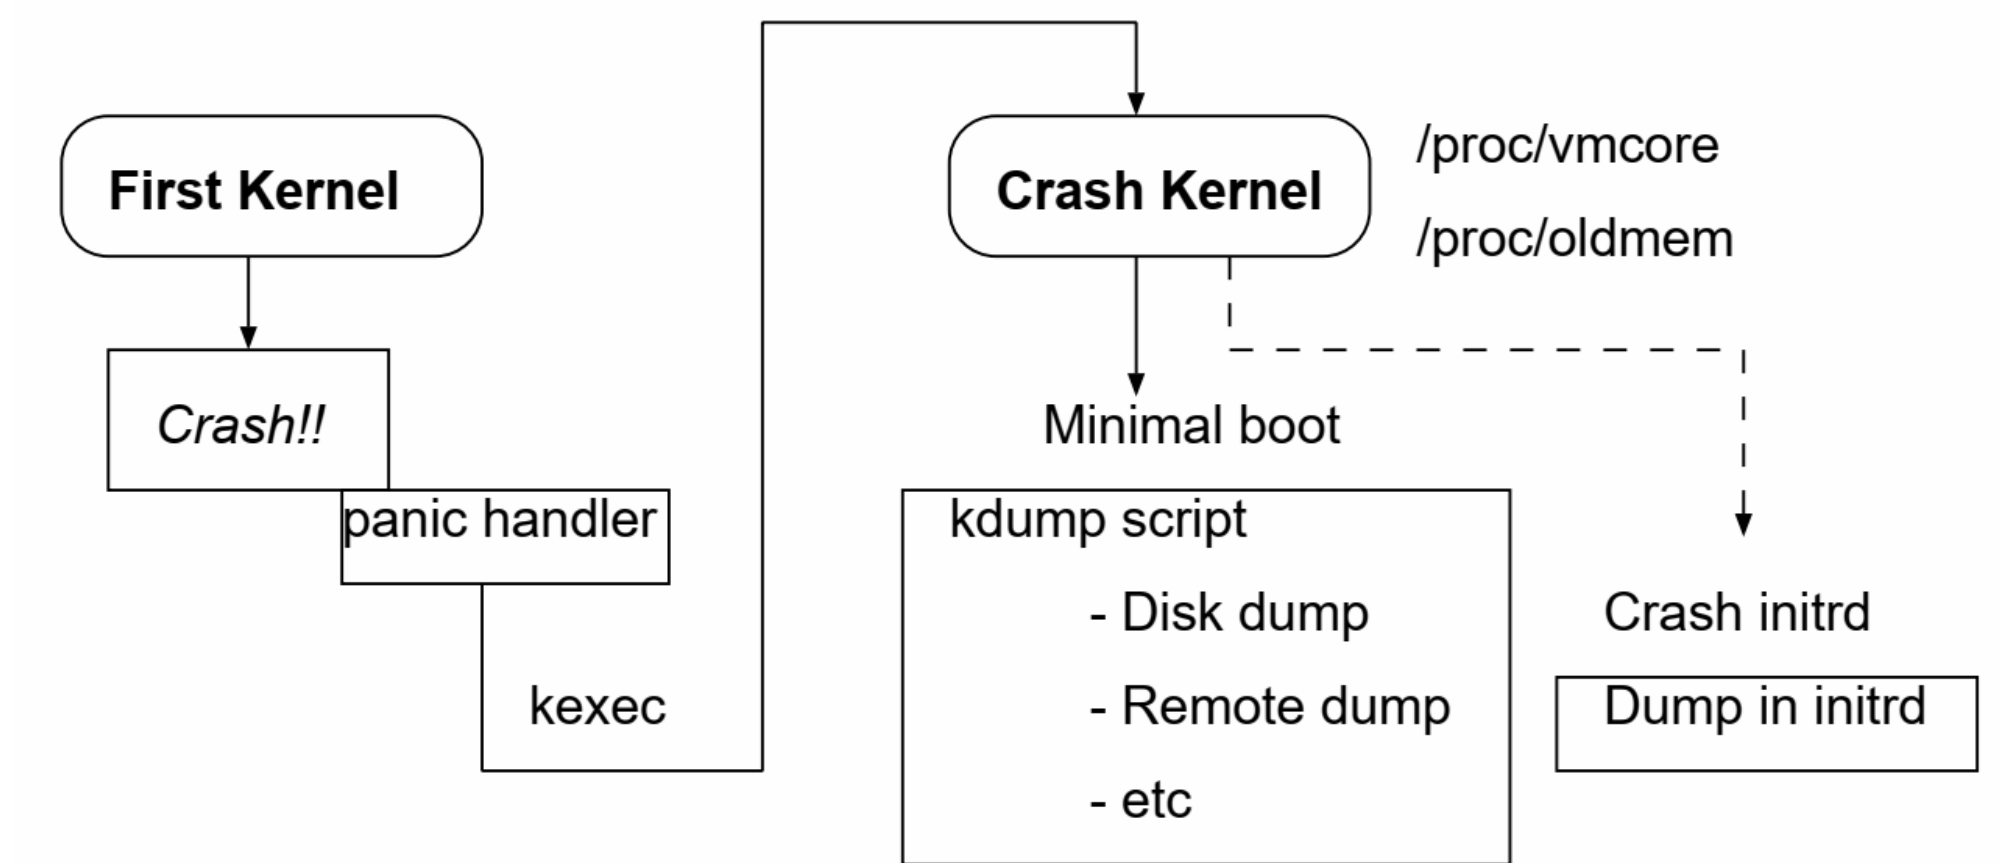 First Kernel
Crash!!
panic handler
kexec
Crash Kernel
/proc/vmcore
/proc/oldmem
Minimal boot
kdump script
- Disk dump
- Remote dump
- etc
Crash initrd
Dump in initrd